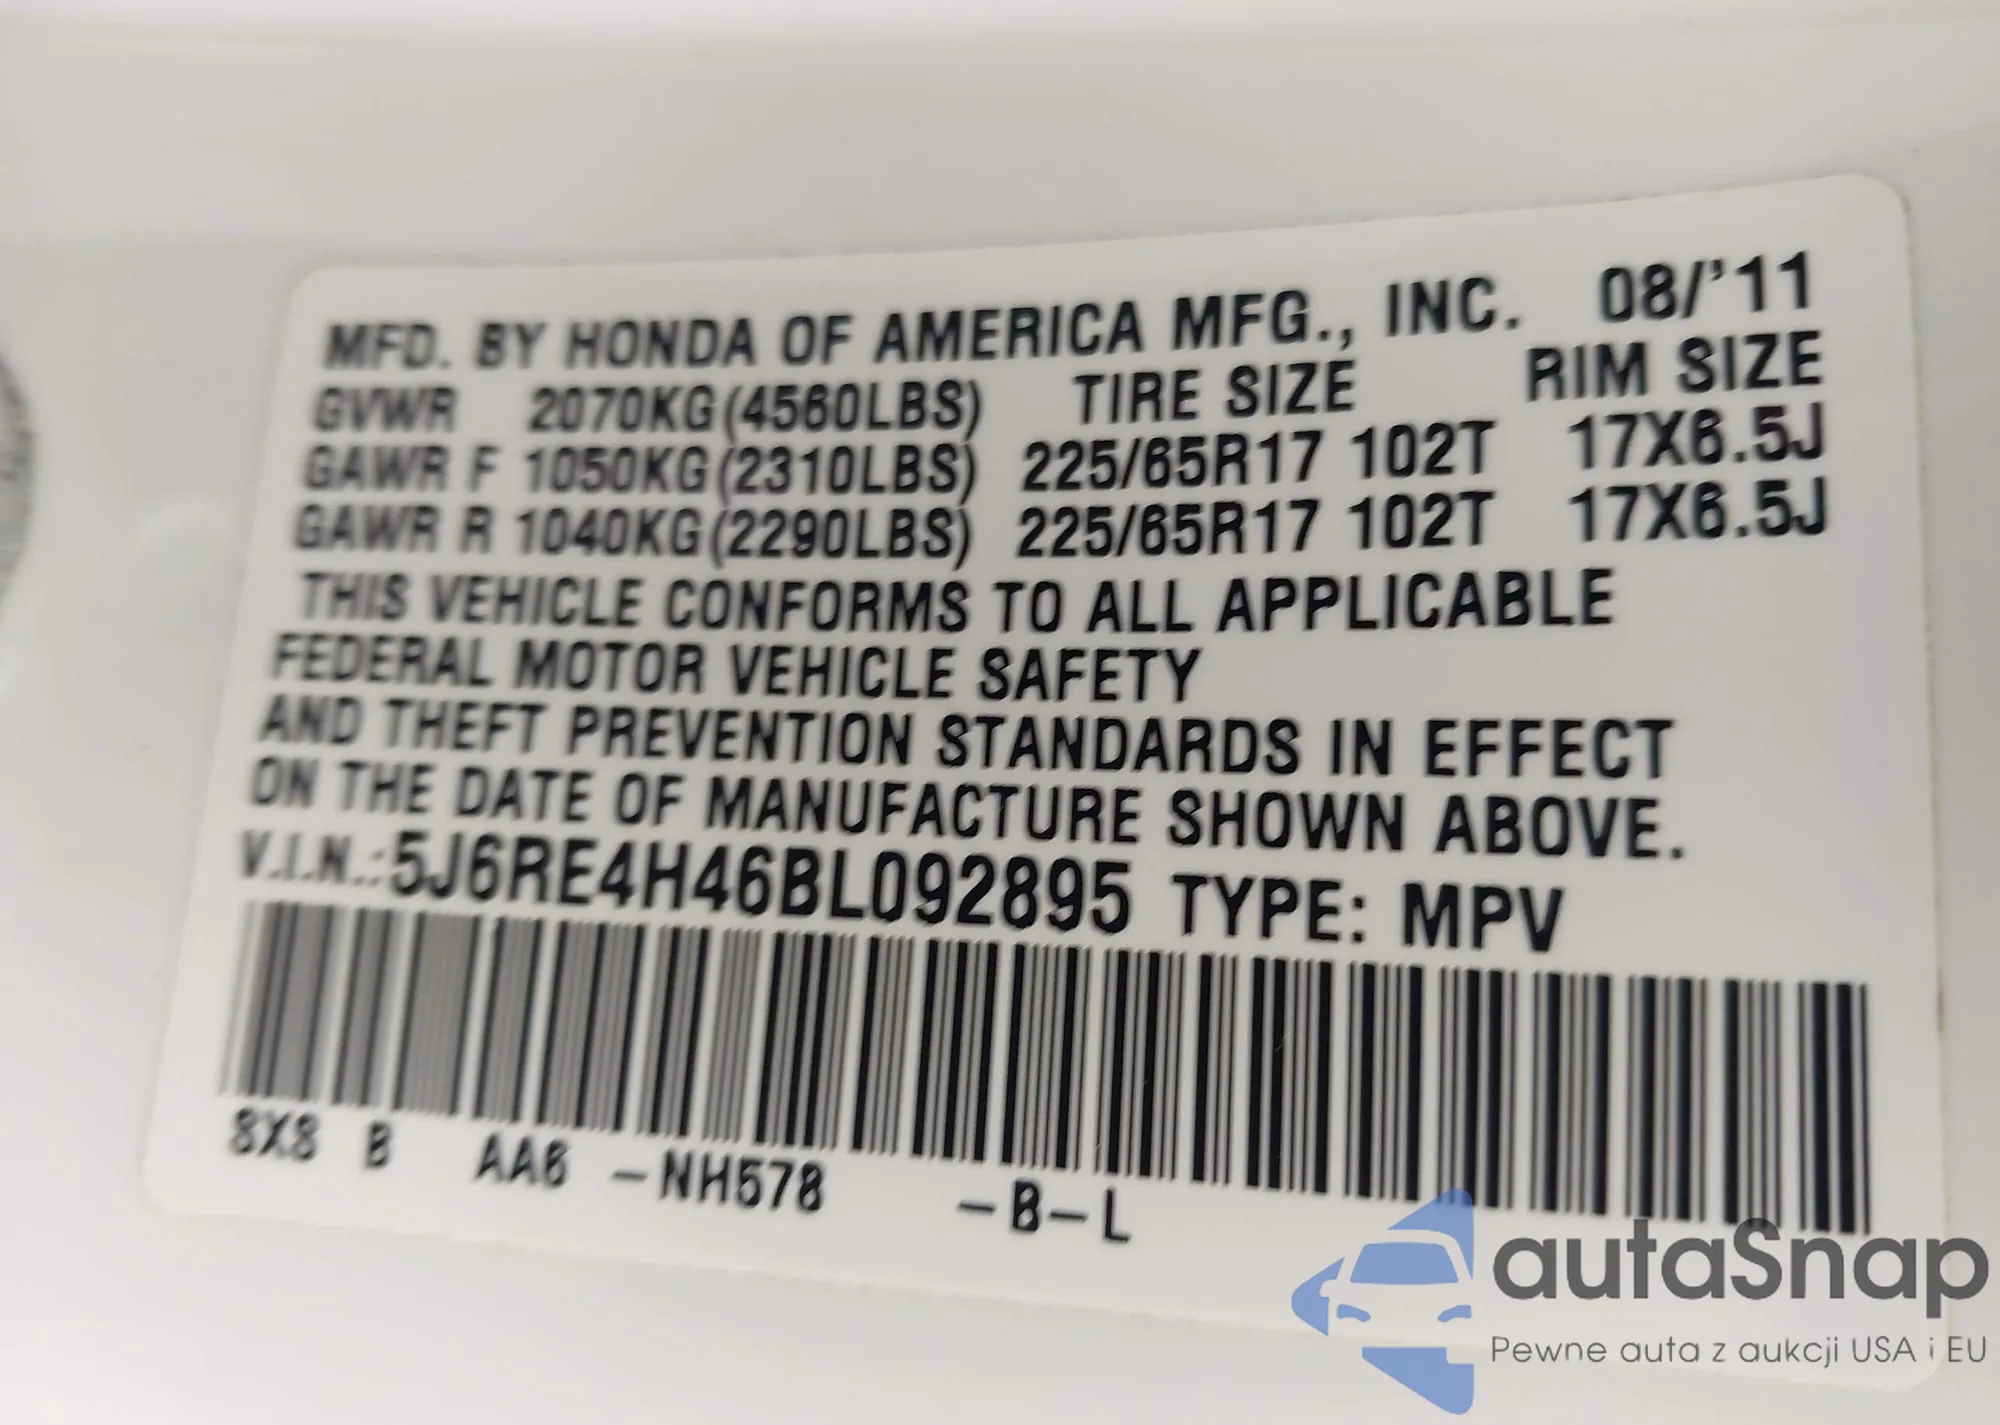 MFD. BY HONDA OF AMERICA MFG., INC. 08/'11
GVWR 2070KG(4560LBS) TIRE SIZE RIM SIZE
GAWR F 1050KG(2310LBS) 225/65R17 102T 17X6.5J
GAWR R 1040KG(2290LBS) 225/65R17 102T 17X6.5J
THIS VEHICLE CONFORMS TO ALL APPLICABLE
FEDERAL MOTOR VEHICLE SAFETY
AND THEFT PREVENTION STANDARDS IN EFFECT
ON THE DATE OF MANUFACTURE SHOWN ABOVE.
V.I.N.:5J6RE4H46BL092895 TYPE: MPV
SX8 B AA6 -NH578 -B-L
autaSnap
Pewne auta z aukcji USA i EU